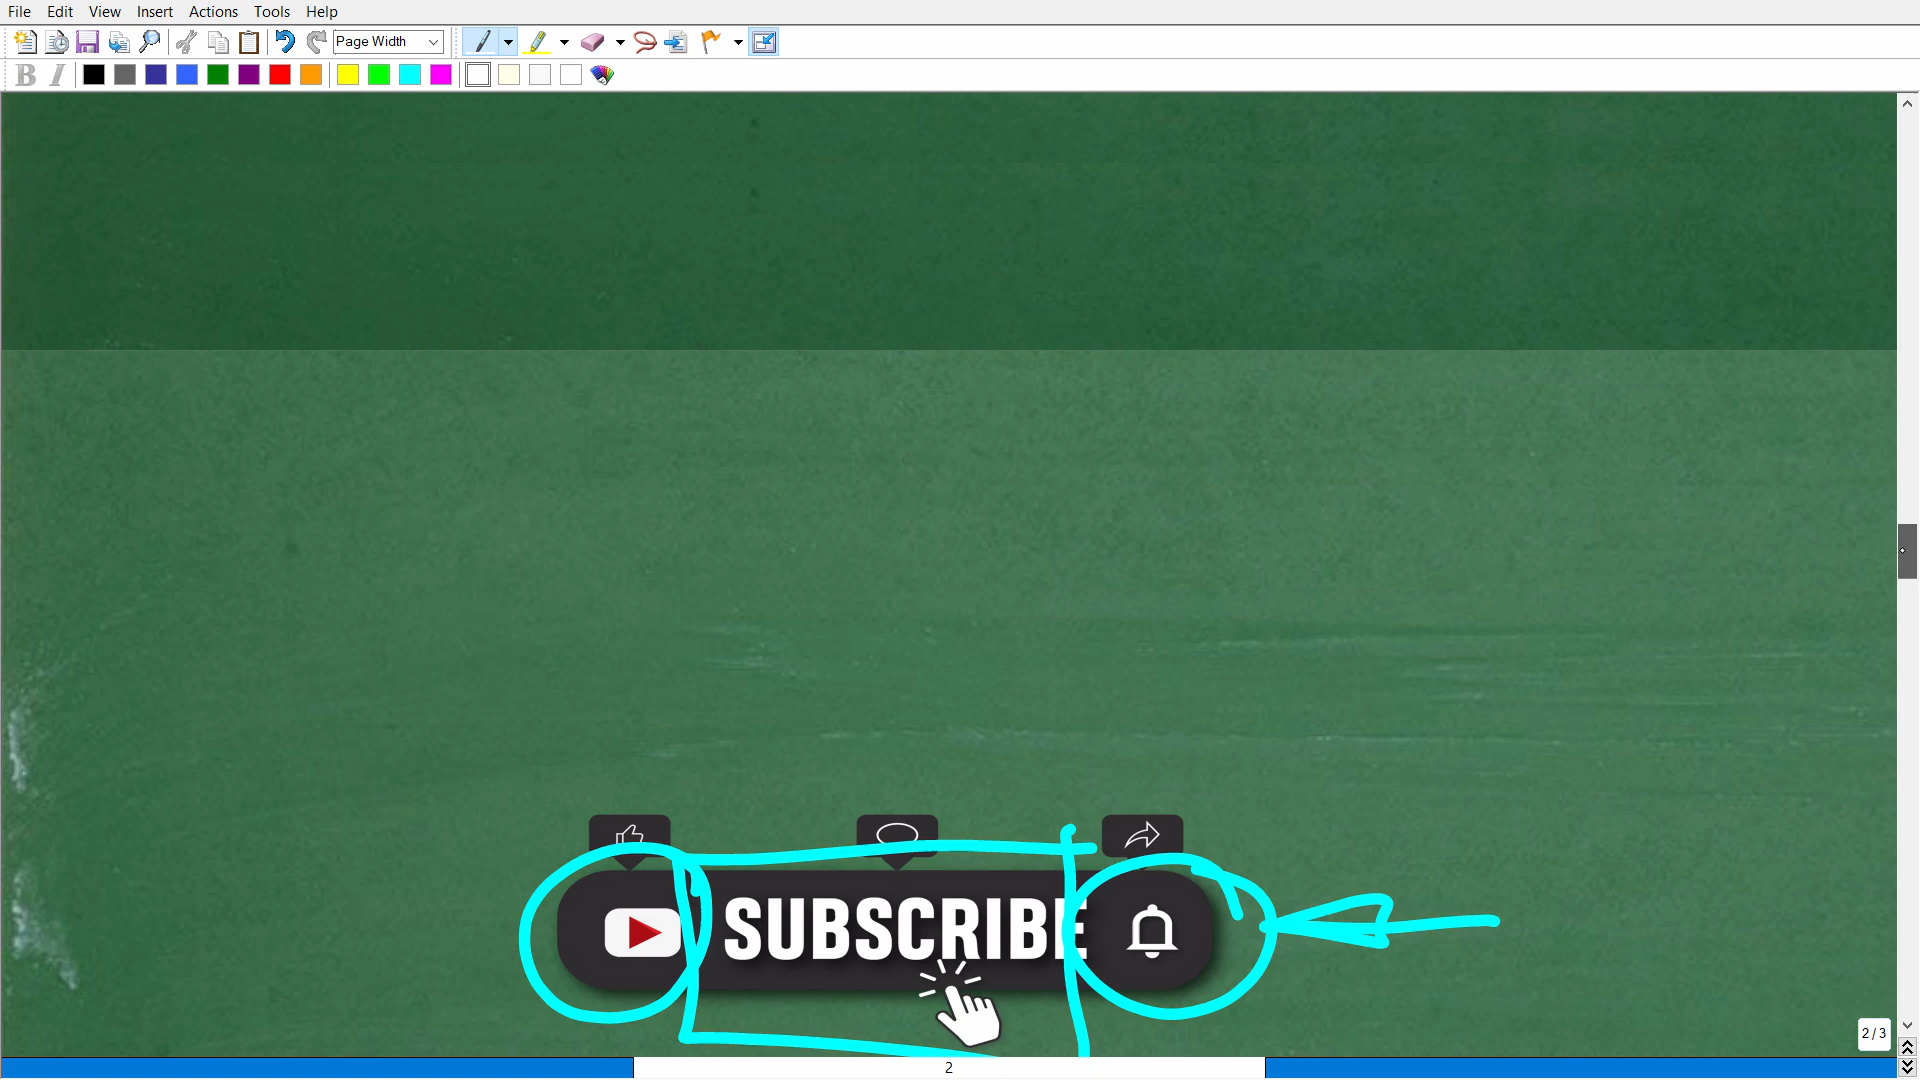 File Edit View Insert Actions Tools Help
Page Width
B I
SUBSCRIBE
2 / 3
2